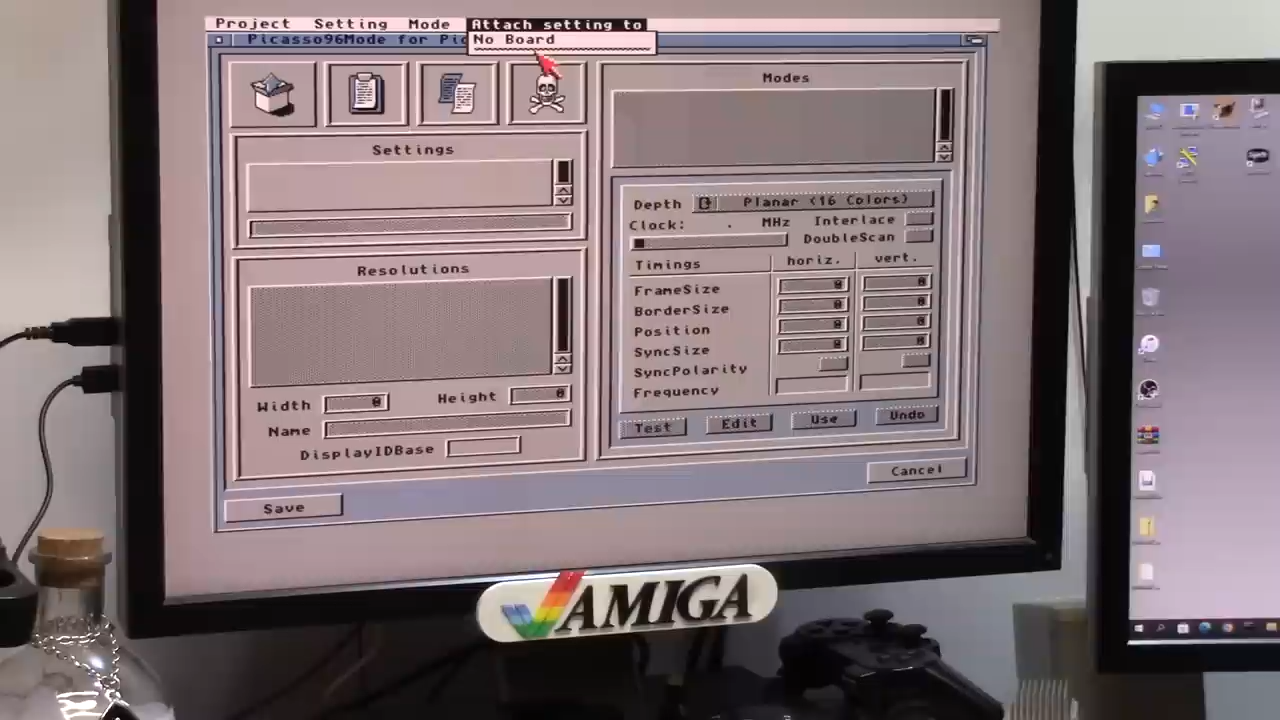 Project Setting Mode Attach setting to
No Board
Picasso96Mode for Pic
Settings
Resolutions
Width 0 Height 0
Name
DisplayIDBase
Save
Modes
Depth Planar (16 Colors)
Clock: . MHz Interlace
DoubleScan
Timings horiz. vert.
FrameSize 0 0
BorderSize 0 0
Position 0 0
SyncSize 0 0
SyncPolarity
Frequency
Test Edit Use Undo
Cancel
AMIGA